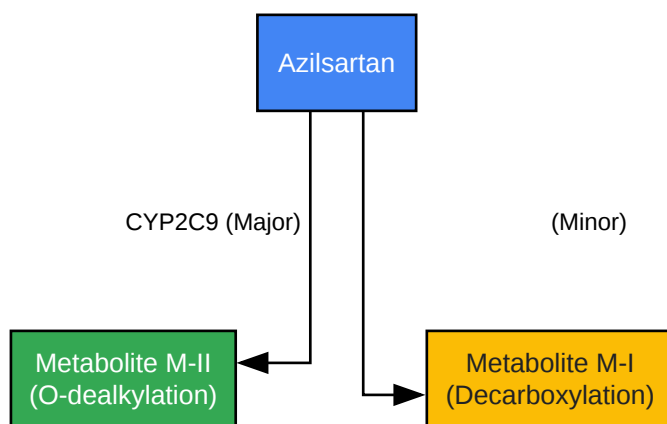 Azilsartan
CYP2C9 (Major)
(Minor)
Metabolite M-II
(O-dealkylation)
Metabolite M-I
(Decarboxylation)